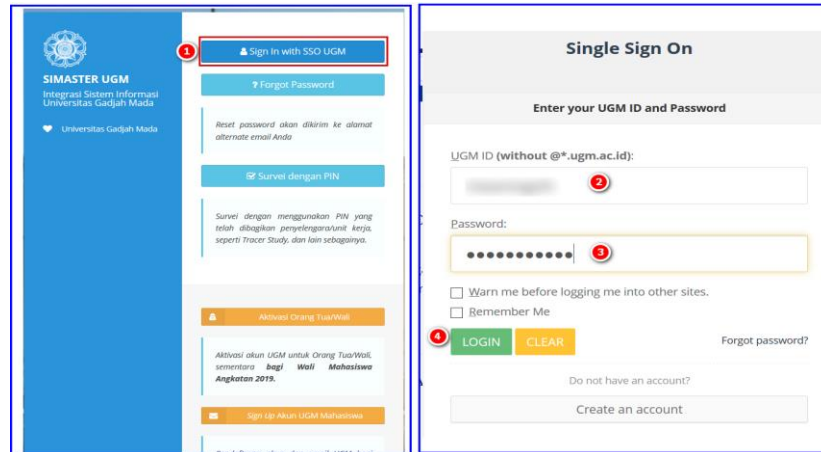 SIMASTER UGM
Integrasi Sistem Informasi
Universitas Gadjah Mada
Universitas Gadjah Mada
1
Sign In with SSO UGM
? Forgot Password
Reset password akan dikirim ke alamat
alternate email Anda
Survei dengan PIN
Survei dengan menggunakan PIN yang
telah dibagikan penyelengara/unit kerja,
seperti Tracer Study, dan lain sebagainya.
Aktivasi Orang Tua/Wali
Aktivasi akun UGM untuk Orang Tua/Wali,
sementara bagi Wali Mahasiswa
Angkatan 2019.
Sign Up Akun UGM Mahasiswa
Single Sign On
Enter your UGM ID and Password
UGM ID (without @*.ugm.ac.id):
2
Password:
3
Warn me before logging me into other sites.
Remember Me
4
LOGIN CLEAR Forgot password?
Do not have an account?
Create an account